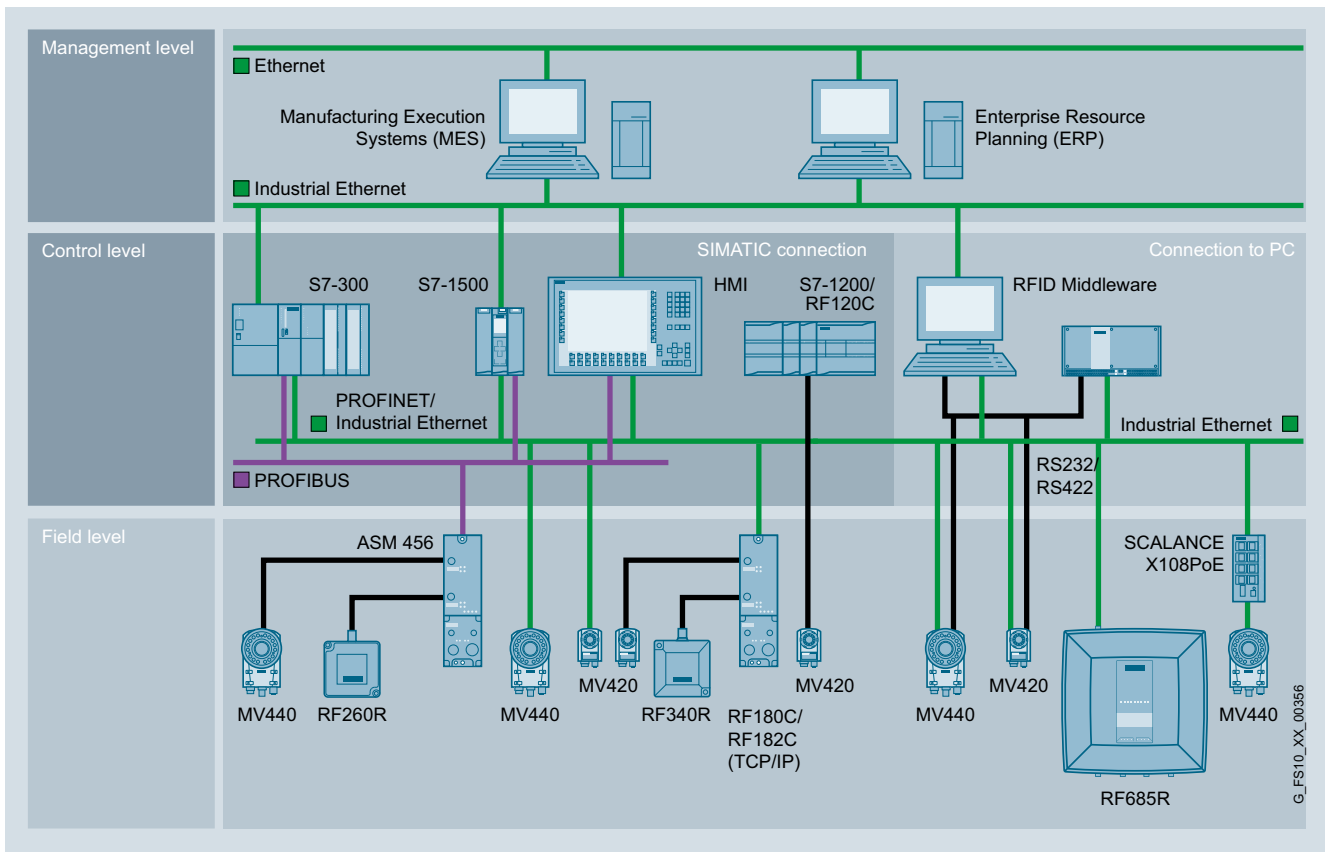 Management level
Ethernet
Manufacturing Execution
Systems (MES)
Enterprise Resource
Planning (ERP)
Industrial Ethernet
Control level
SIMATIC connection
Connection to PC
S7-300
S7-1500
HMI
S7-1200/
RF120C
RFID Middleware
PROFINET/
Industrial Ethernet
Industrial Ethernet
PROFIBUS
RS232/
RS422
Field level
ASM 456
SCALANCE
X108PoE
MV440
RF260R
MV440
MV420
RF340R
RF180C/
RF182C
(TCP/IP)
MV420
MV440
MV420
RF685R
MV440
G_FS10_XX_00356